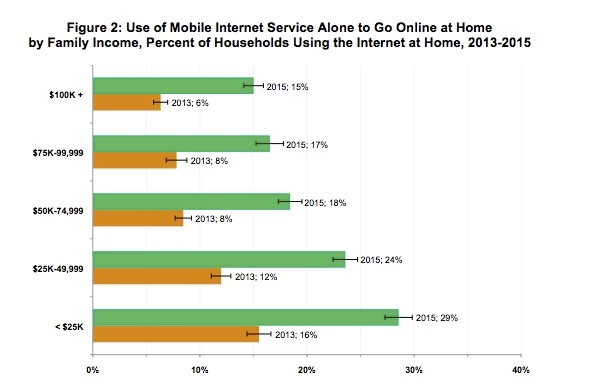 Figure 2: Use of Mobile Internet Service Alone to Go Online at Home
by Family Income, Percent of Households Using the Internet at Home, 2013-2015
$100K +
2015; 15%
2013; 6%
$75K-99,999
2015; 17%
2013; 8%
$50K-74,999
2015; 18%
2013; 8%
$25K-49,999
2015; 24%
2013; 12%
< $25K
2015; 29%
2013; 16%
0%
10%
20%
30%
40%